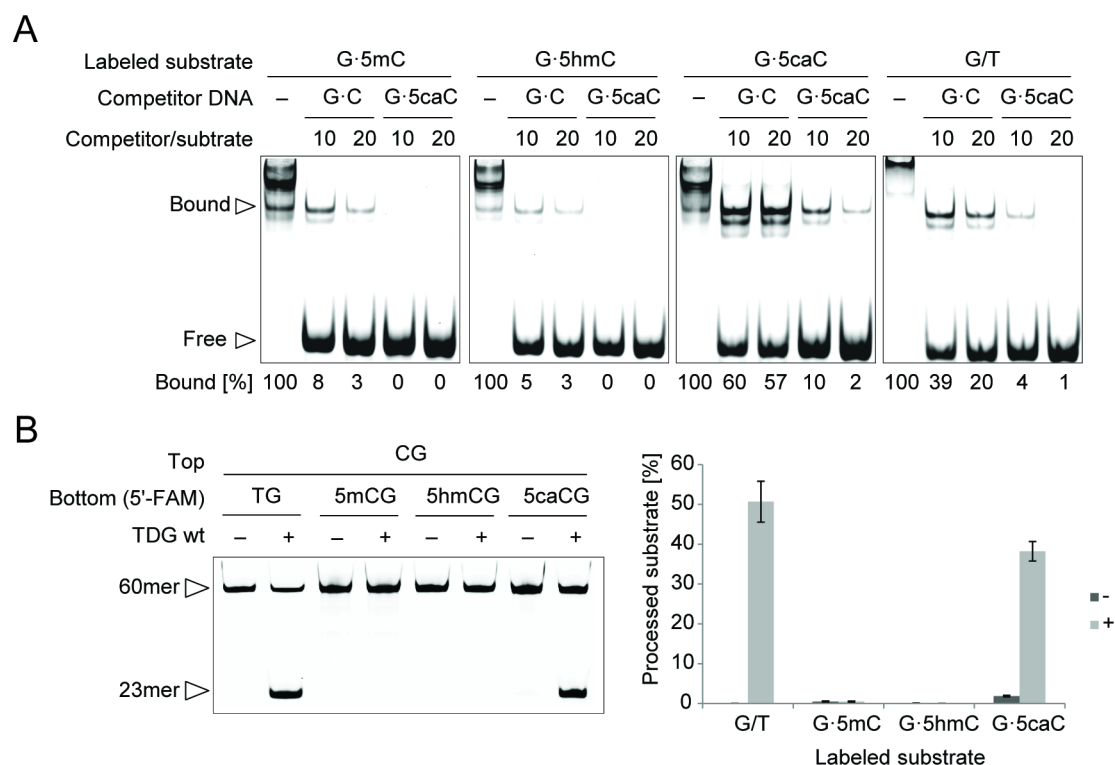 A
Labeled substrate G·5mC G·5hmC G·5caC G/T
Competitor DNA – G·C G·5caC – G·C G·5caC – G·C G·5caC – G·C G·5caC
Competitor/subtrate 10 20 10 20 10 20 10 20 10 20 10 20 10 20 10 20
Bound
Free
Bound [%] 100 8 3 0 0 100 5 3 0 0 100 60 57 10 2 100 39 20 4 1
B
Top CG
Bottom (5'-FAM) TG 5mCG 5hmCG 5caCG
TDG wt – + – + – + – +
60mer
23mer
Processed substrate [%]
60
50
40
30
20
10
0
G/T G·5mC G·5hmC G·5caC
Labeled substrate
-
+